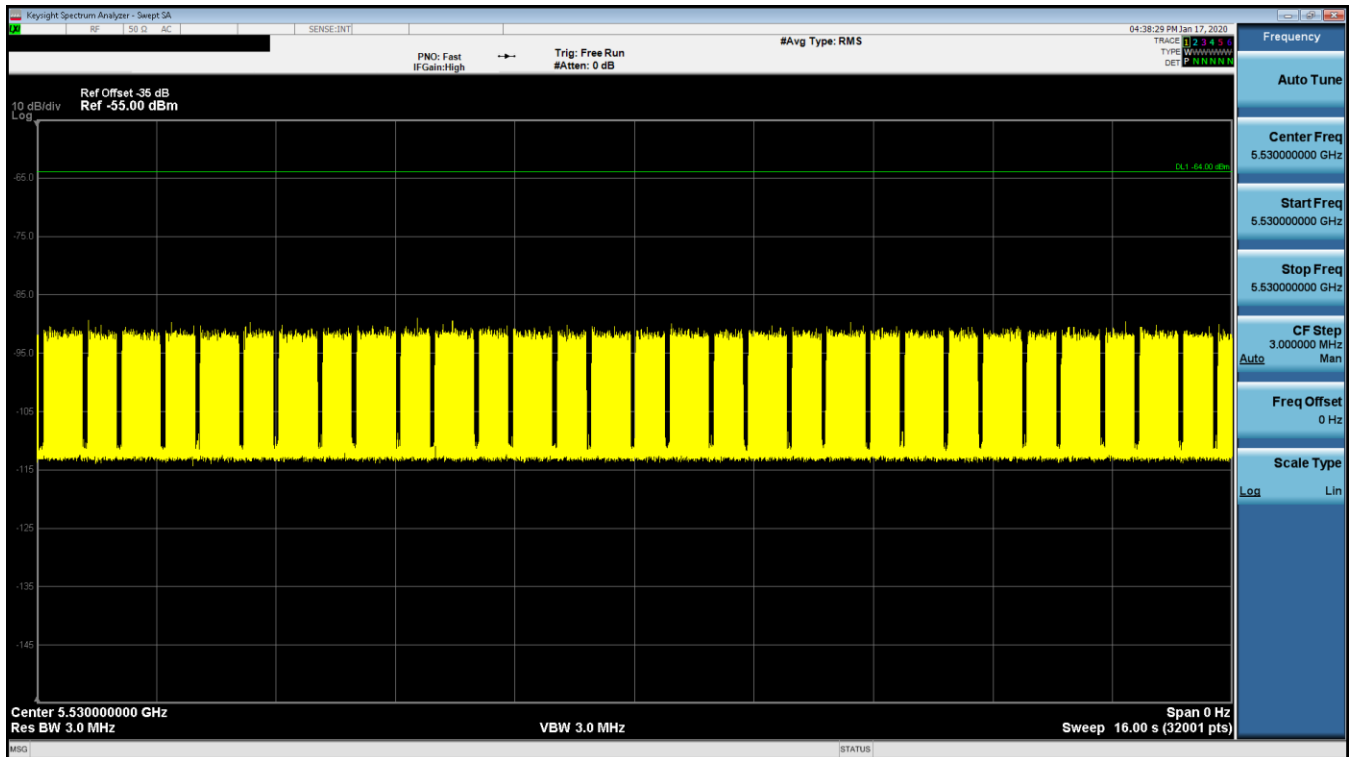 Keysight Spectrum Analyzer - Swept SA
LXI RF 50 Ω AC SENSE:INT 04:38:29 PM Jan 17, 2020
#Avg Type: RMS
TRACE 1 2 3 4 5 6
TYPE WWWWWW
DET P N N N N N
PNO: Fast
IFGain:High
Trig: Free Run
#Atten: 0 dB
Ref Offset -35 dB
10 dB/div Ref -55.00 dBm
Log
DL1 -64.00 dBm
-65.0
-75.0
-85.0
-95.0
-105
-115
-125
-135
-145
Center 5.530000000 GHz Span 0 Hz
Res BW 3.0 MHz VBW 3.0 MHz Sweep 16.00 s (32001 pts)
MSG STATUS
Frequency
Auto Tune
Center Freq
5.530000000 GHz
Start Freq
5.530000000 GHz
Stop Freq
5.530000000 GHz
CF Step
3.000000 MHz
Auto Man
Freq Offset
0 Hz
Scale Type
Log Lin